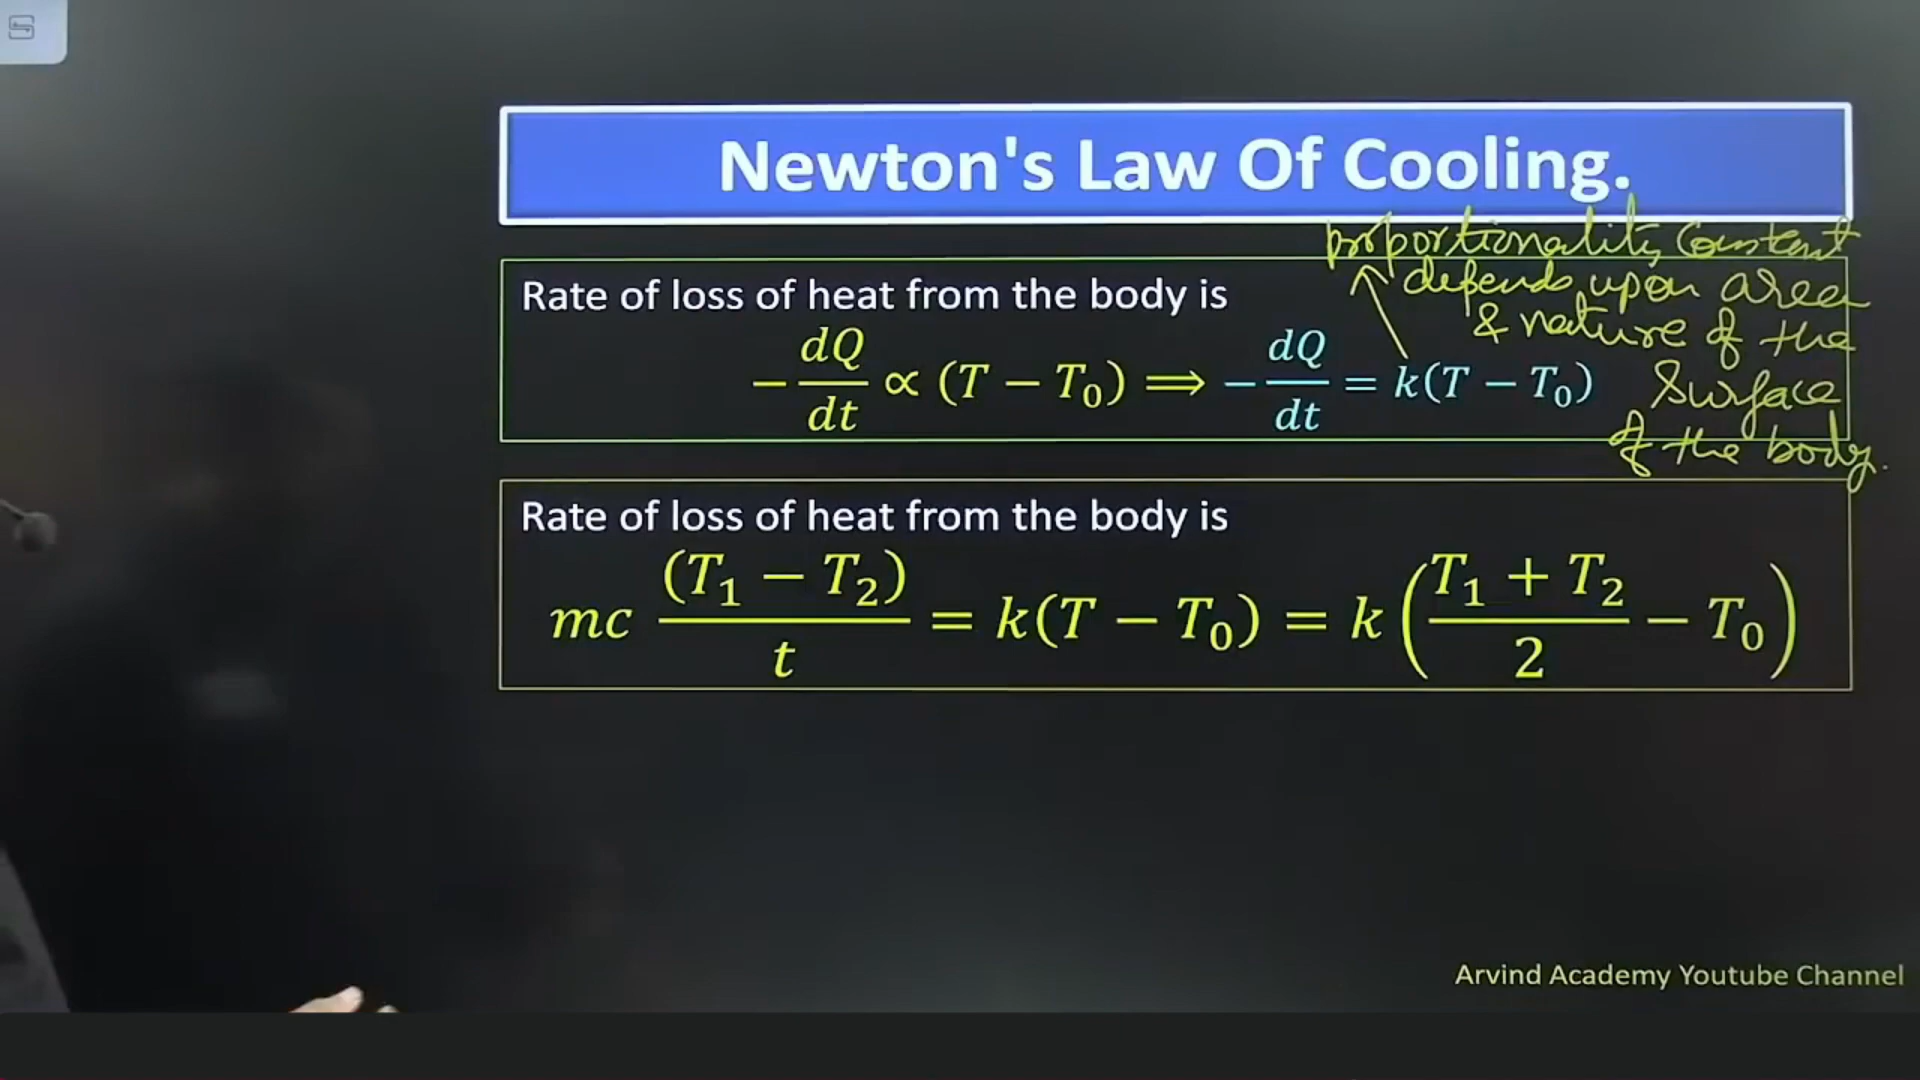 Newton's Law Of Cooling.
proportionality constant
depends upon area
& nature of the
surface
of the body.
Rate of loss of heat from the body is
− dQ/dt ∝ (T − T₀) ⟹ − dQ/dt = k(T − T₀)
Rate of loss of heat from the body is
mc (T₁ − T₂)/t = k(T − T₀) = k((T₁ + T₂)/2 − T₀)
Arvind Academy Youtube Channel